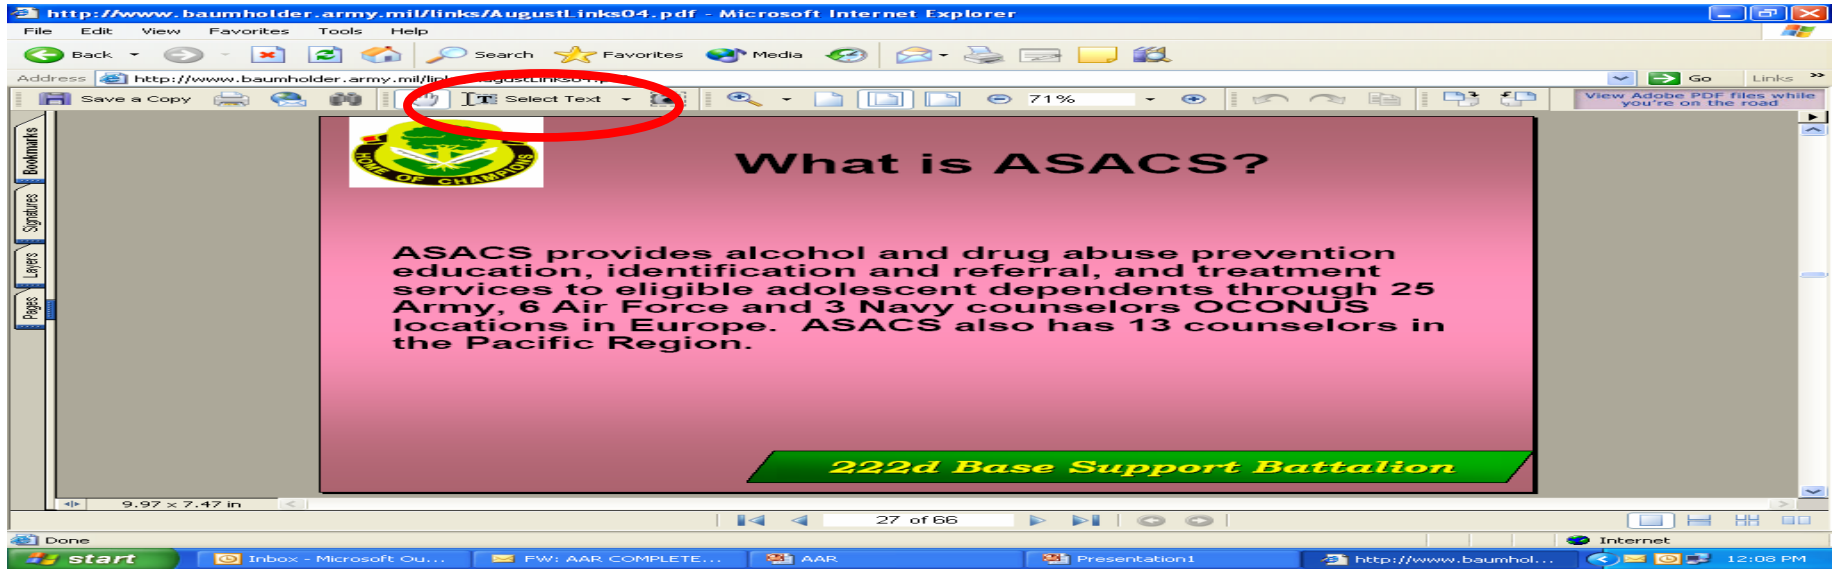 http://www.baumholder.army.mil/links/AugustLinks04.pdf - Microsoft Internet Explorer
File Edit View Favorites Tools Help
Back Search Favorites Media
Address http://www.baumholder.army.mil/ Go Links »
Save a Copy Select Text 71% View Adobe PDF files while
you're on the road
Bookmarks
Signatures
Layers
Pages
HOME OF CHAMPIONS
What is ASACS?
ASACS provides alcohol and drug abuse prevention
education, identification and referral, and treatment
services to eligible adolescent dependents through 25
Army, 6 Air Force and 3 Navy counselors OCONUS
locations in Europe. ASACS also has 13 counselors in
the Pacific Region.
222d Base Support Battalion
9.97 x 7.47 in
27 of 66
Done Internet
start Inbox - Microsoft Ou... FW: AAR COMPLETE... AAR Presentation1 http://www.baumhol... 12:08 PM